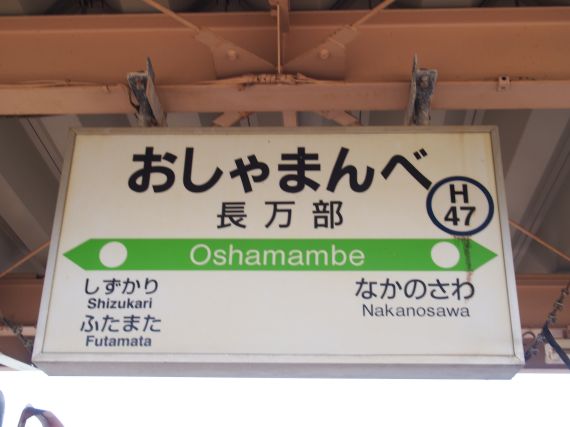 おしゃまんべ
H
47
長万部
Oshamambe
しずかり
Shizukari
ふたまた
Futamata
なかのさわ
Nakanosawa